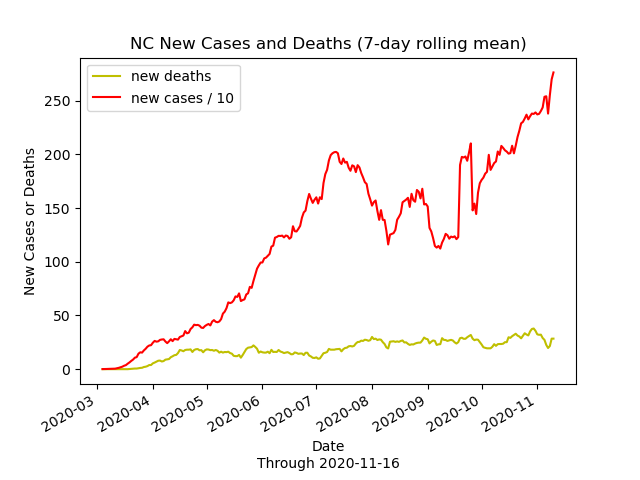 NC New Cases and Deaths (7-day rolling mean)
new deaths
new cases / 10
New Cases or Deaths
250
200
150
100
50
0
2020-03
2020-04
2020-05
2020-06
2020-07
2020-08
2020-09
2020-10
2020-11
Date
Through 2020-11-16